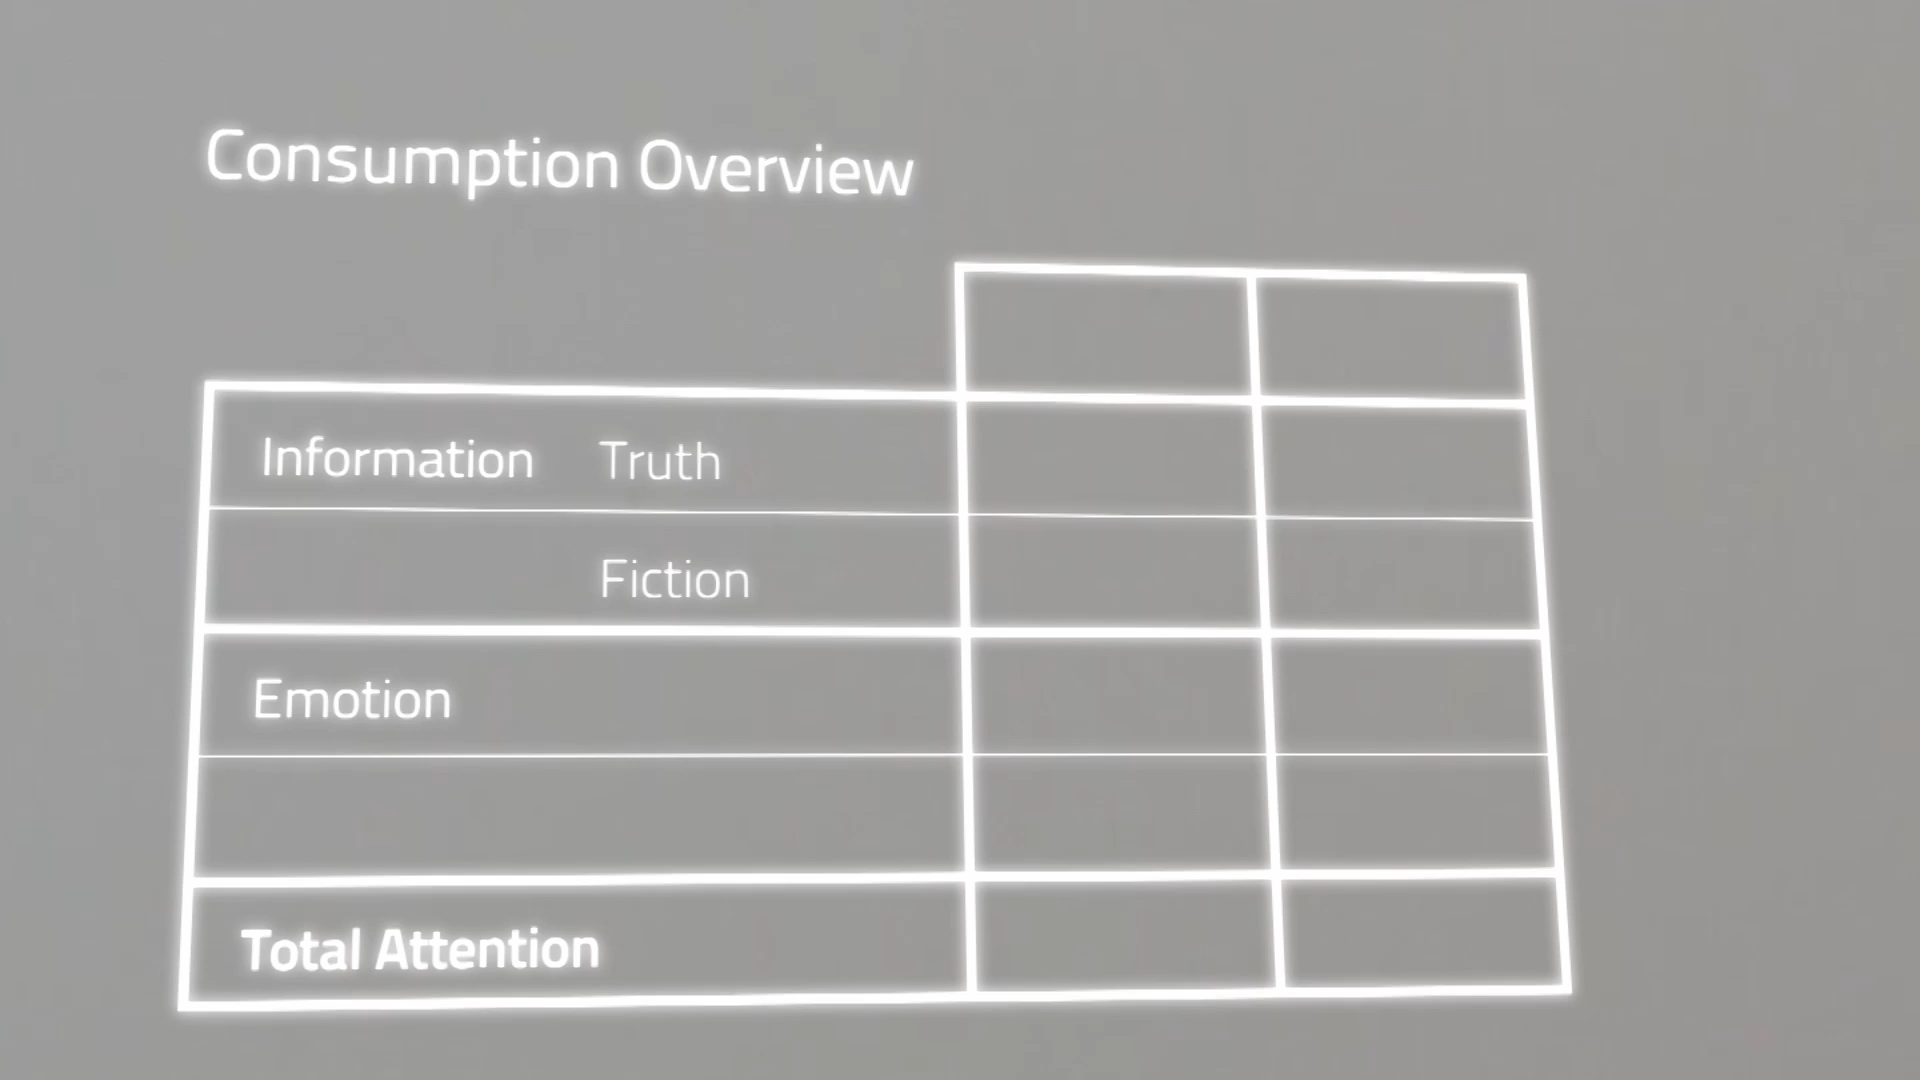 Consumption Overview
Information Truth
Fiction
Emotion
Total Attention